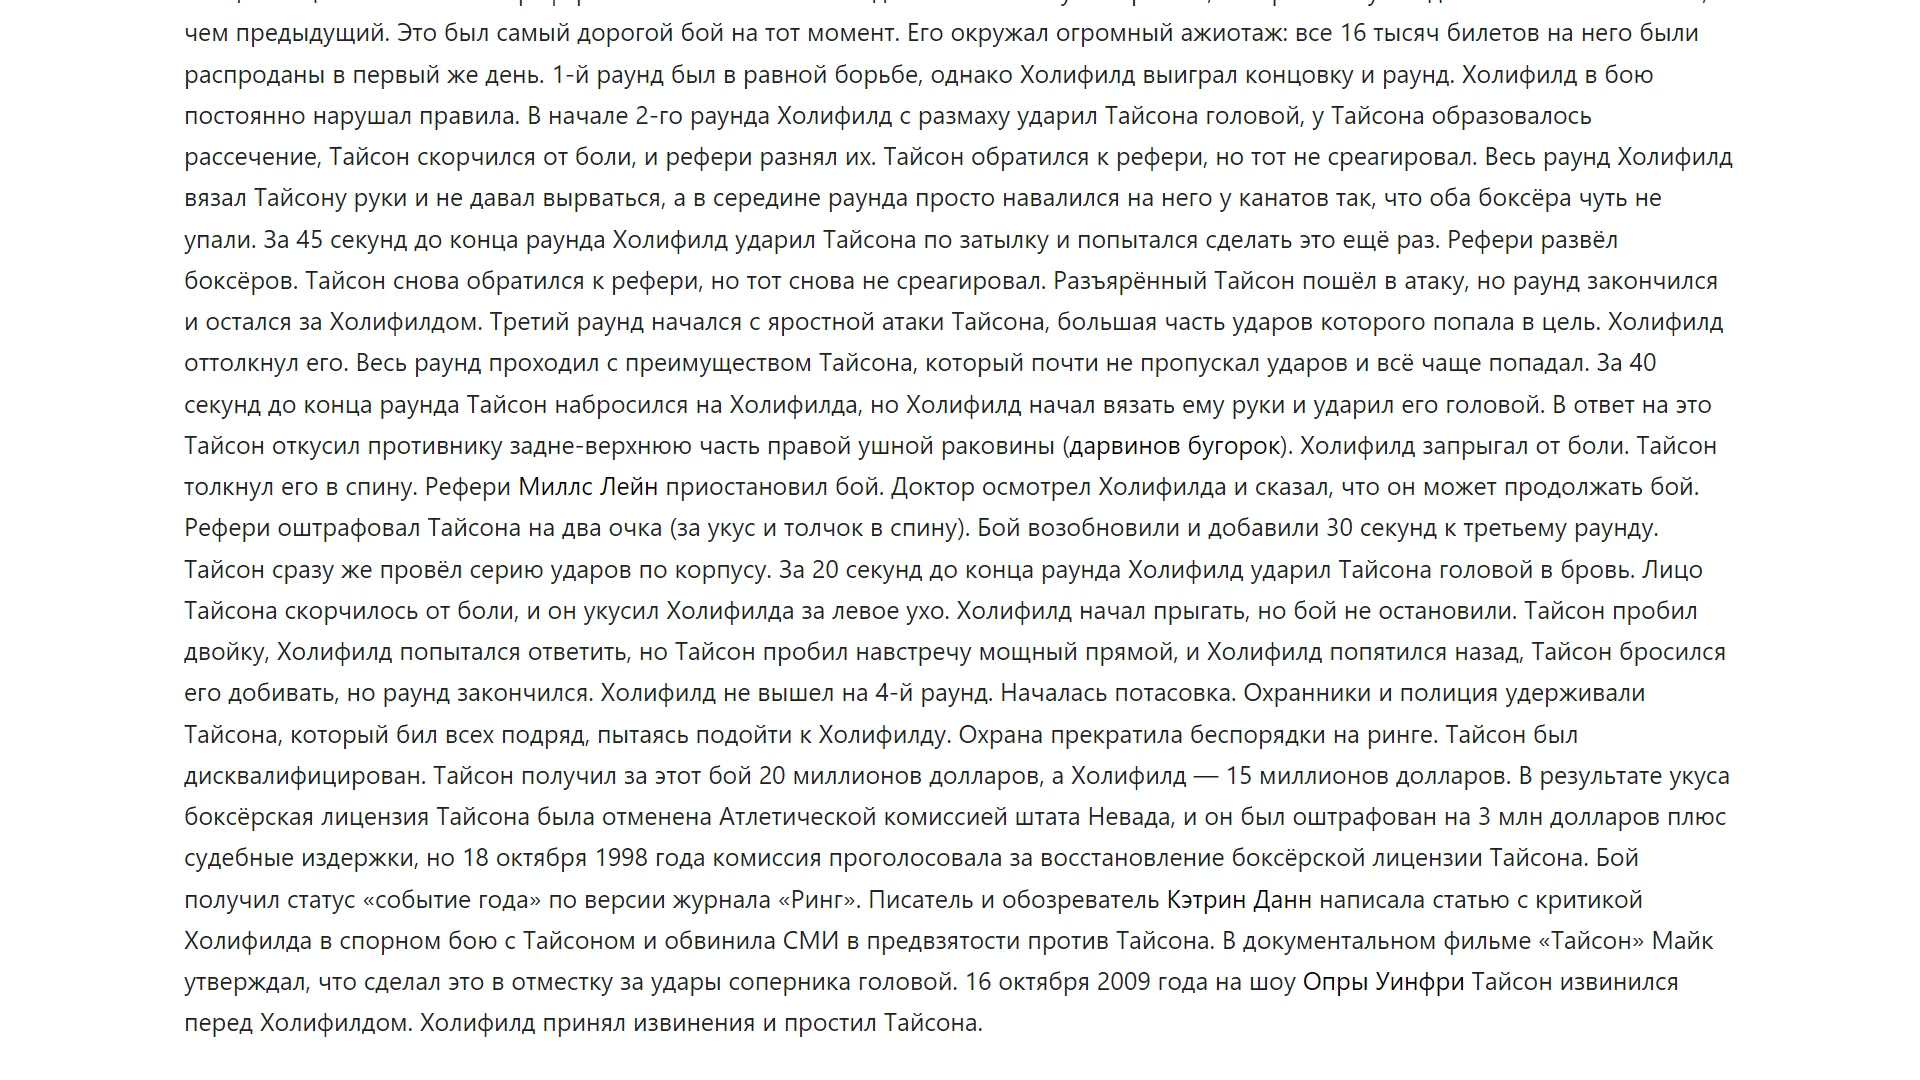 чем предыдущий. Это был самый дорогой бой на тот момент. Его окружал огромный ажиотаж: все 16 тысяч билетов на него были
распроданы в первый же день. 1-й раунд был в равной борьбе, однако Холифилд выиграл концовку и раунд. Холифилд в бою
постоянно нарушал правила. В начале 2-го раунда Холифилд с размаху ударил Тайсона головой, у Тайсона образовалось
рассечение, Тайсон скорчился от боли, и рефери разнял их. Тайсон обратился к рефери, но тот не среагировал. Весь раунд Холифилд
вязал Тайсону руки и не давал вырваться, а в середине раунда просто навалился на него у канатов так, что оба боксёра чуть не
упали. За 45 секунд до конца раунда Холифилд ударил Тайсона по затылку и попытался сделать это ещё раз. Рефери развёл
боксёров. Тайсон снова обратился к рефери, но тот снова не среагировал. Разъярённый Тайсон пошёл в атаку, но раунд закончился
и остался за Холифилдом. Третий раунд начался с яростной атаки Тайсона, большая часть ударов которого попала в цель. Холифилд
оттолкнул его. Весь раунд проходил с преимуществом Тайсона, который почти не пропускал ударов и всё чаще попадал. За 40
секунд до конца раунда Тайсон набросился на Холифилда, но Холифилд начал вязать ему руки и ударил его головой. В ответ на это
Тайсон откусил противнику задне-верхнюю часть правой ушной раковины (дарвинов бугорок). Холифилд запрыгал от боли. Тайсон
толкнул его в спину. Рефери Миллс Лейн приостановил бой. Доктор осмотрел Холифилда и сказал, что он может продолжать бой.
Рефери оштрафовал Тайсона на два очка (за укус и толчок в спину). Бой возобновили и добавили 30 секунд к третьему раунду.
Тайсон сразу же провёл серию ударов по корпусу. За 20 секунд до конца раунда Холифилд ударил Тайсона головой в бровь. Лицо
Тайсона скорчилось от боли, и он укусил Холифилда за левое ухо. Холифилд начал прыгать, но бой не остановили. Тайсон пробил
двойку, Холифилд попытался ответить, но Тайсон пробил навстречу мощный прямой, и Холифилд попятился назад, Тайсон бросился
его добивать, но раунд закончился. Холифилд не вышел на 4-й раунд. Началась потасовка. Охранники и полиция удерживали
Тайсона, который бил всех подряд, пытаясь подойти к Холифилду. Охрана прекратила беспорядки на ринге. Тайсон был
дисквалифицирован. Тайсон получил за этот бой 20 миллионов долларов, а Холифилд — 15 миллионов долларов. В результате укуса
боксёрская лицензия Тайсона была отменена Атлетической комиссией штата Невада, и он был оштрафован на 3 млн долларов плюс
судебные издержки, но 18 октября 1998 года комиссия проголосовала за восстановление боксёрской лицензии Тайсона. Бой
получил статус «событие года» по версии журнала «Ринг». Писатель и обозреватель Кэтрин Данн написала статью с критикой
Холифилда в спорном бою с Тайсоном и обвинила СМИ в предвзятости против Тайсона. В документальном фильме «Тайсон» Майк
утверждал, что сделал это в отместку за удары соперника головой. 16 октября 2009 года на шоу Опры Уинфри Тайсон извинился
перед Холифилдом. Холифилд принял извинения и простил Тайсона.